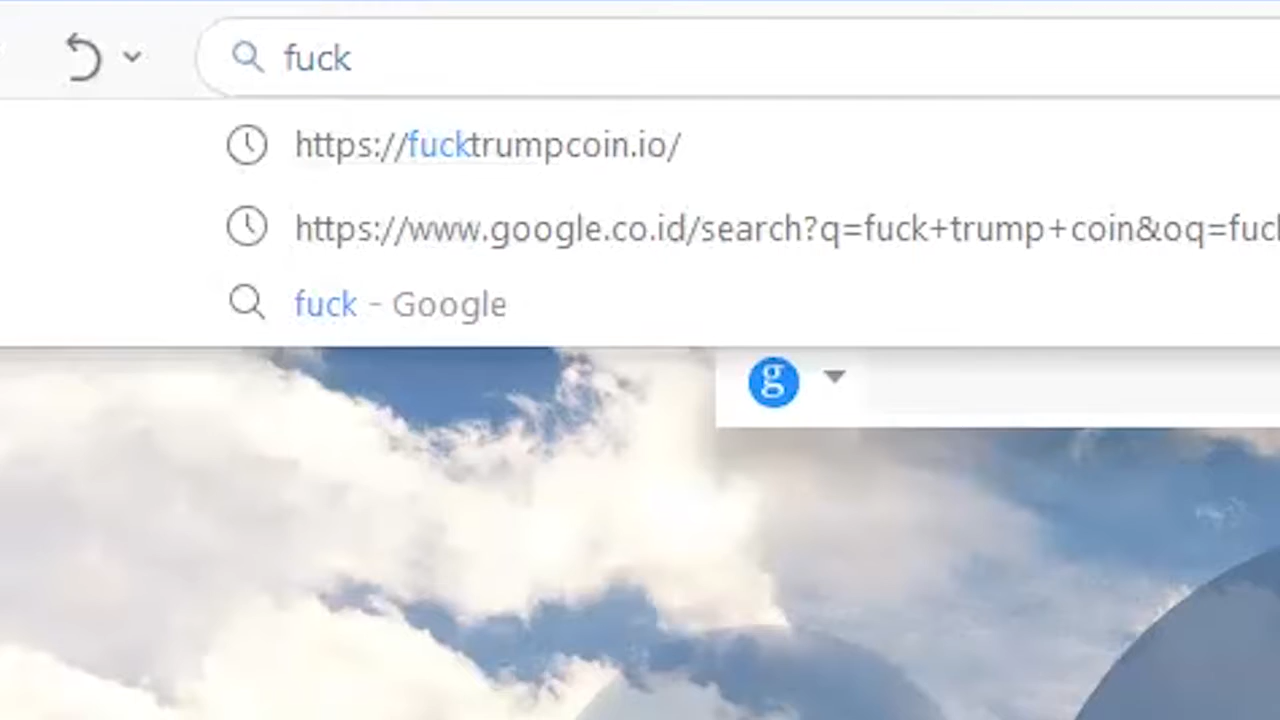 fuck
https://fucktrumpcoin.io/
https://www.google.co.id/search?q=fuck+trump+coin&oq=fuc
fuck - Google
g